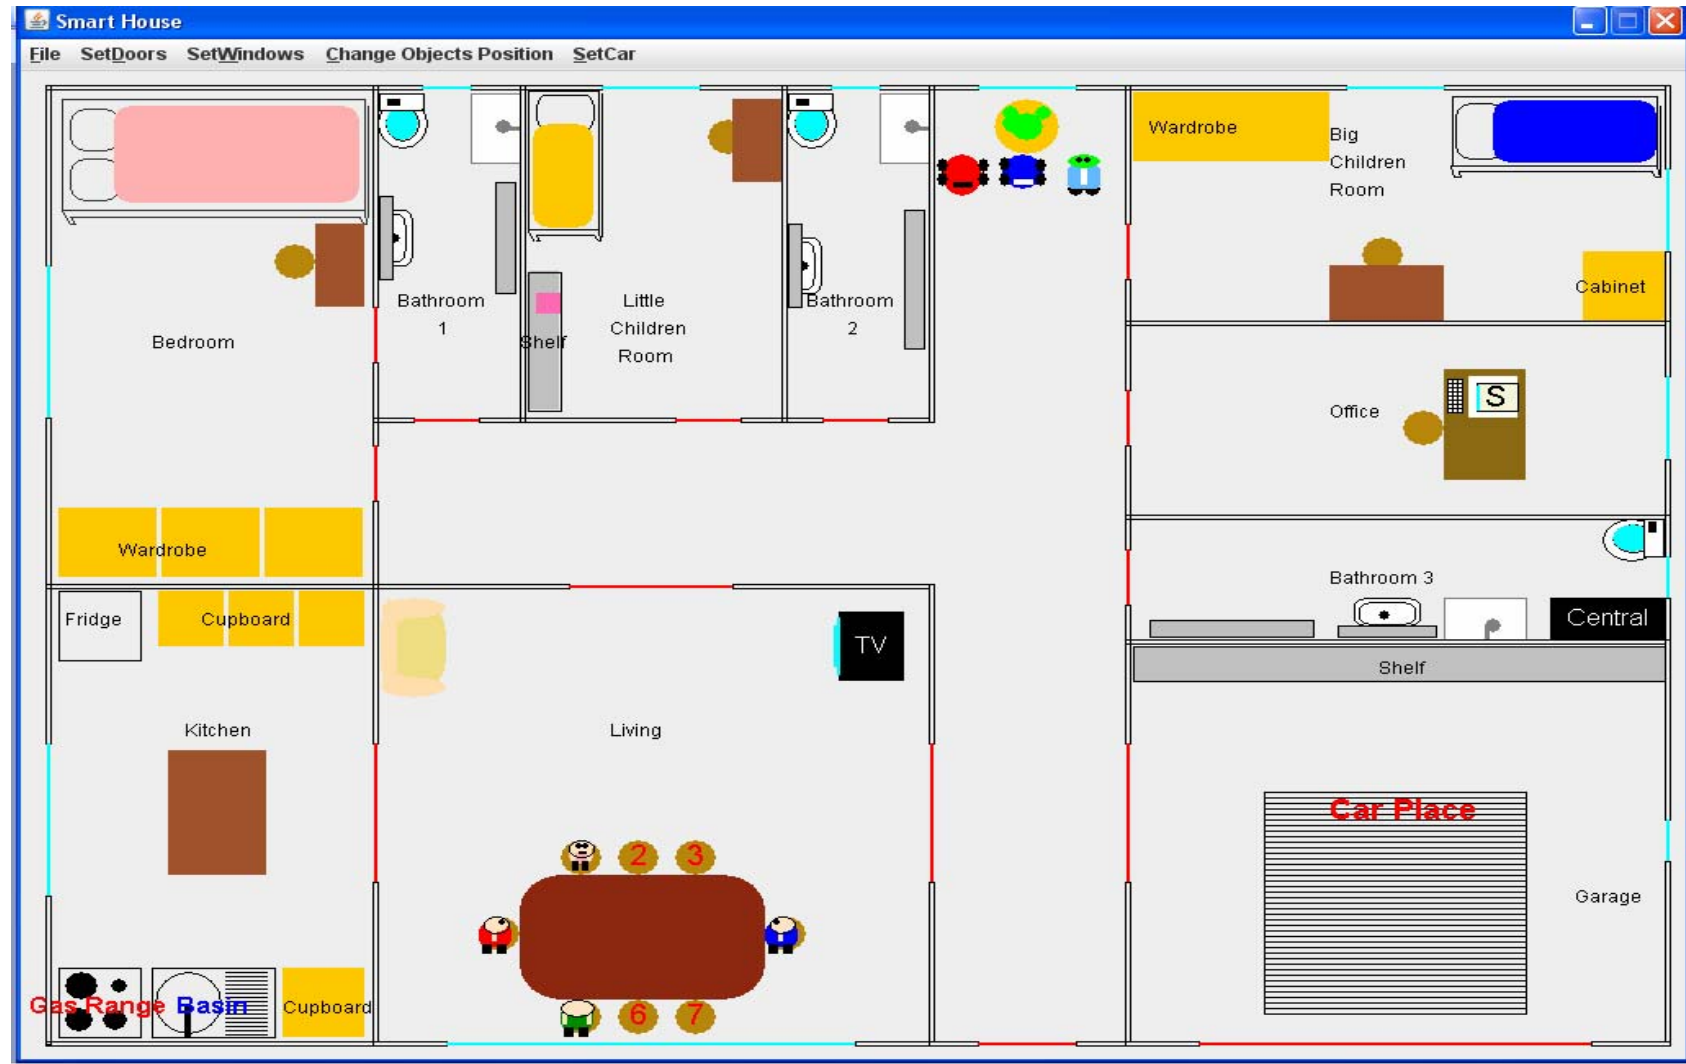 Smart House
File SetDoors SetWindows Change Objects Position SetCar
Wardrobe
Big
Children
Room
Cabinet
Bathroom
1
Little
Children
Room
Shelf
Bathroom
2
Bedroom
Office
S
Wardrobe
Bathroom 3
Central
Fridge
Cupboard
TV
Shelf
Kitchen
Living
Car Place
2
3
Garage
Gas Range
Basin
Cupboard
6
7